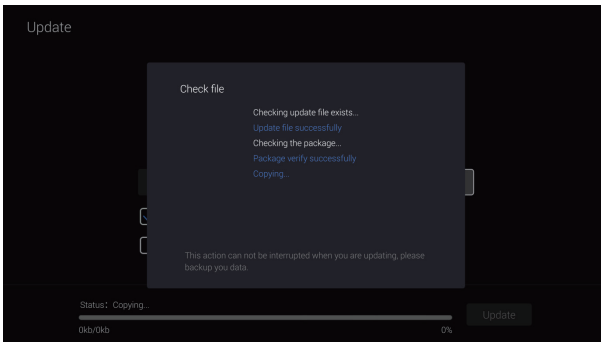 Update
Check file
Checking update file exists...
Update file successfully
Checking the package...
Package verify successfully
Copying...
This action can not be interrupted when you are updating, please
backup you data.
Status: Copying...
Update
0kb/0kb
0%